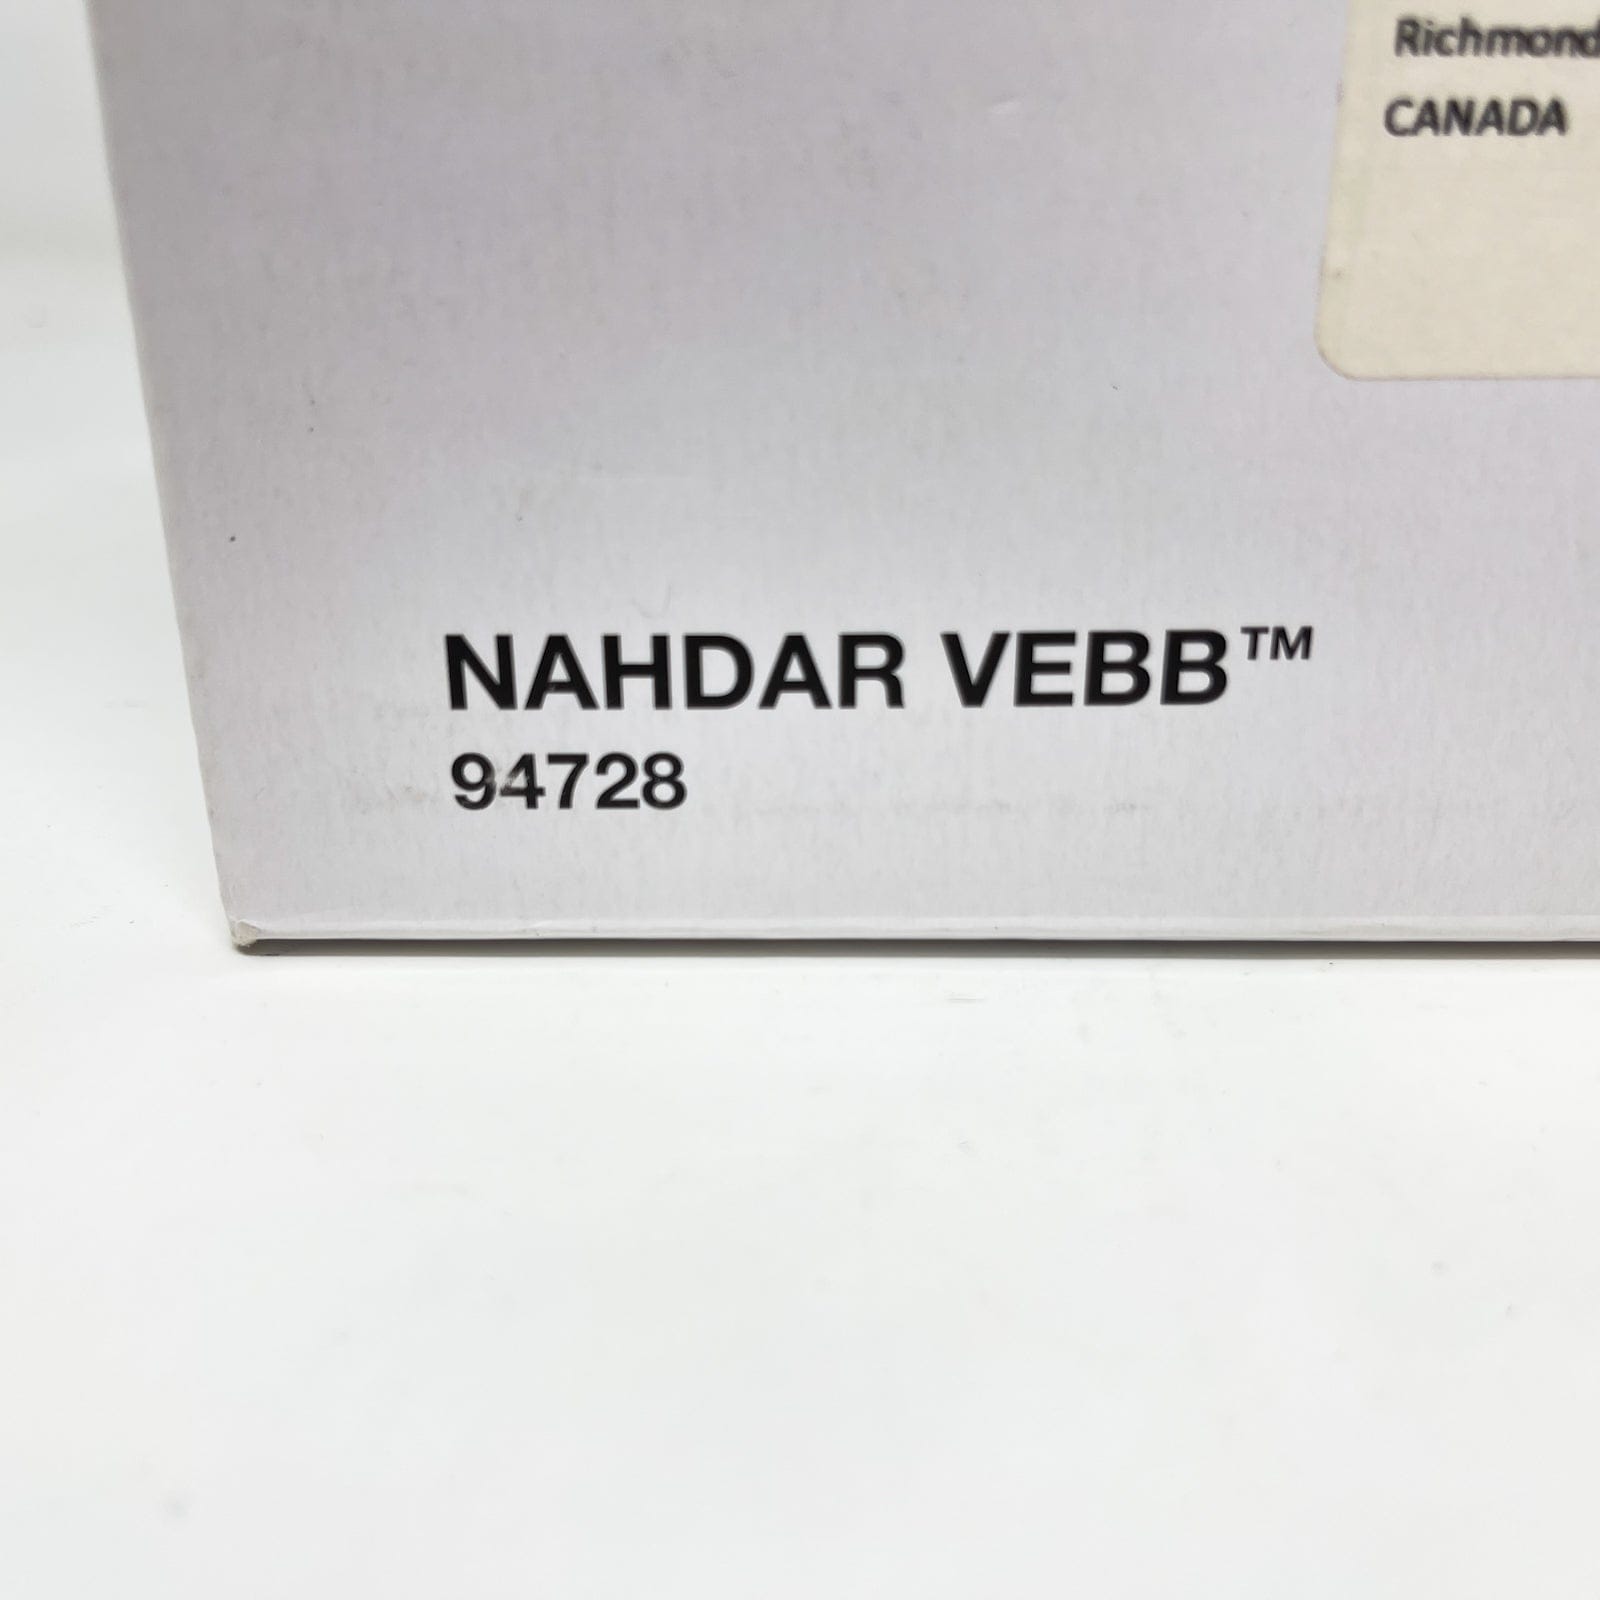 Richmond
CANADA
NAHDAR VEBB™
94728